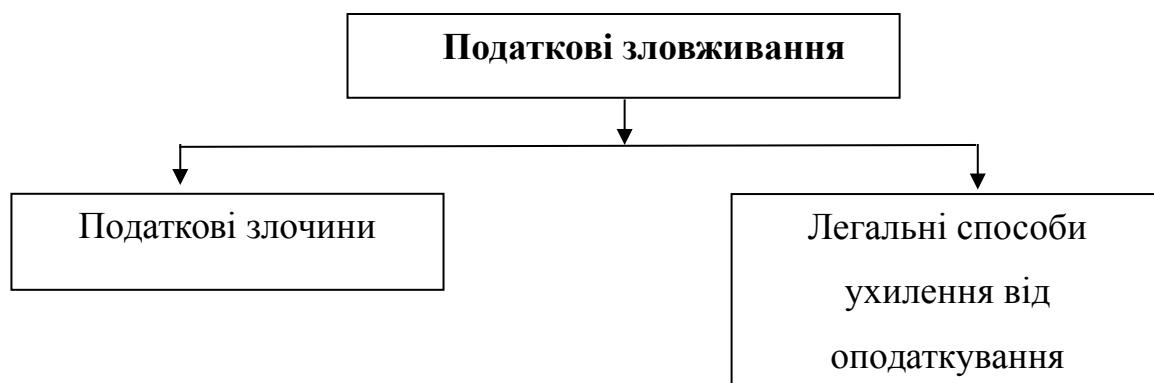 Податкові зловживання
Податкові злочини
Легальні способи
ухилення від
оподаткування